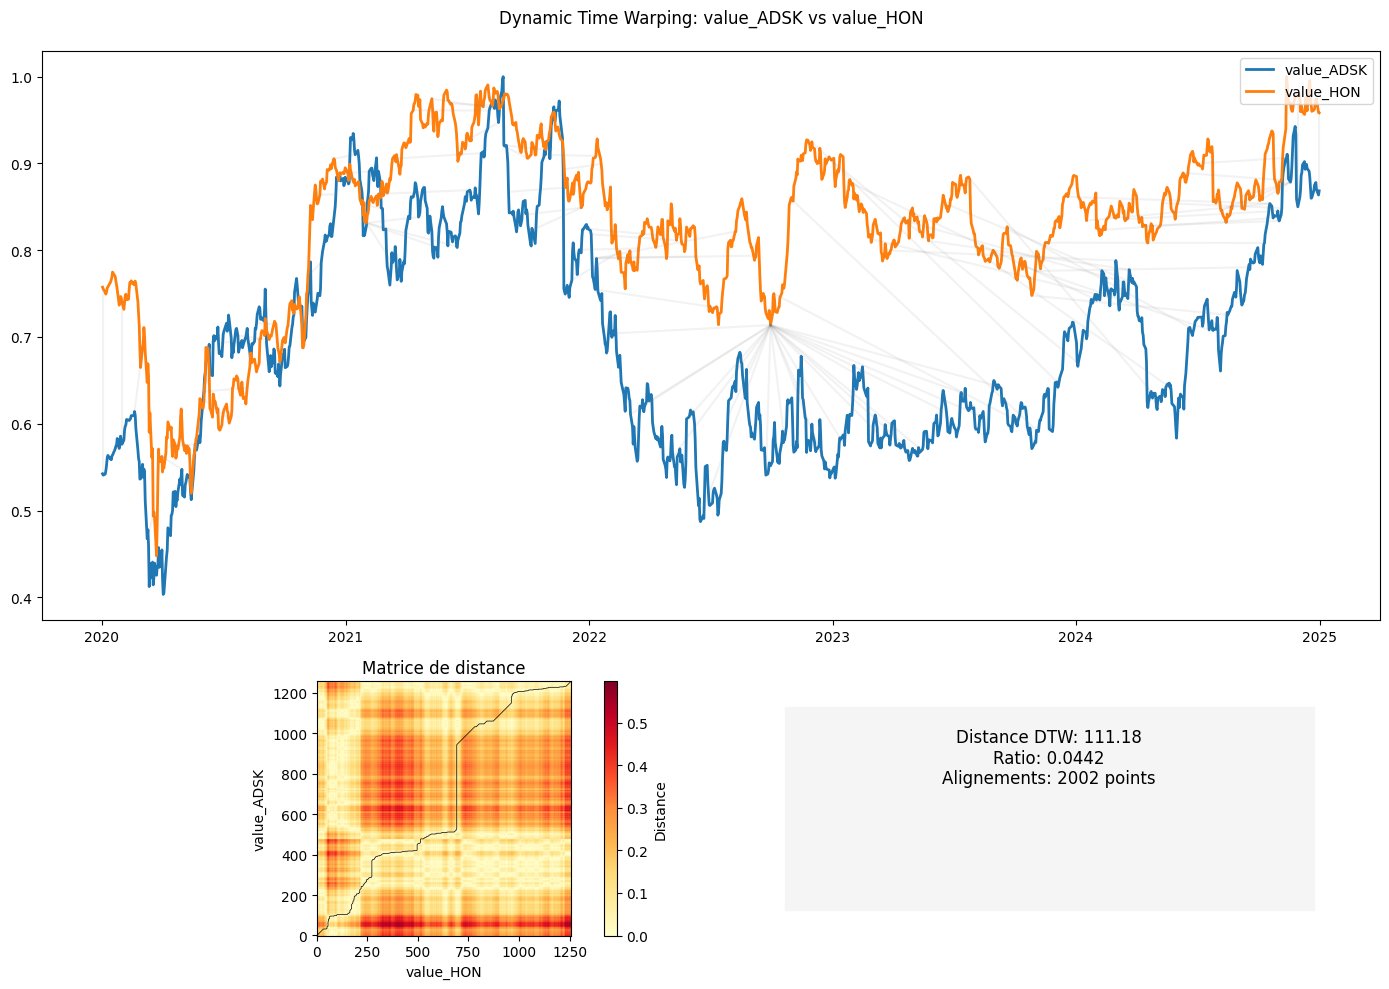 Dynamic Time Warping: value_ADSK vs value_HON
1.0
0.9
0.8
0.7
0.6
0.5
0.4
value_ADSK
value_HON
2020 2021 2022 2023 2024 2025
Matrice de distance
value_ADSK
1200
1000
800
600
400
200
0
0 250 500 750 1000 1250
value_HON
0.5
0.4
0.3
0.2
0.1
0.0
Distance
Distance DTW: 111.18
Ratio: 0.0442
Alignements: 2002 points